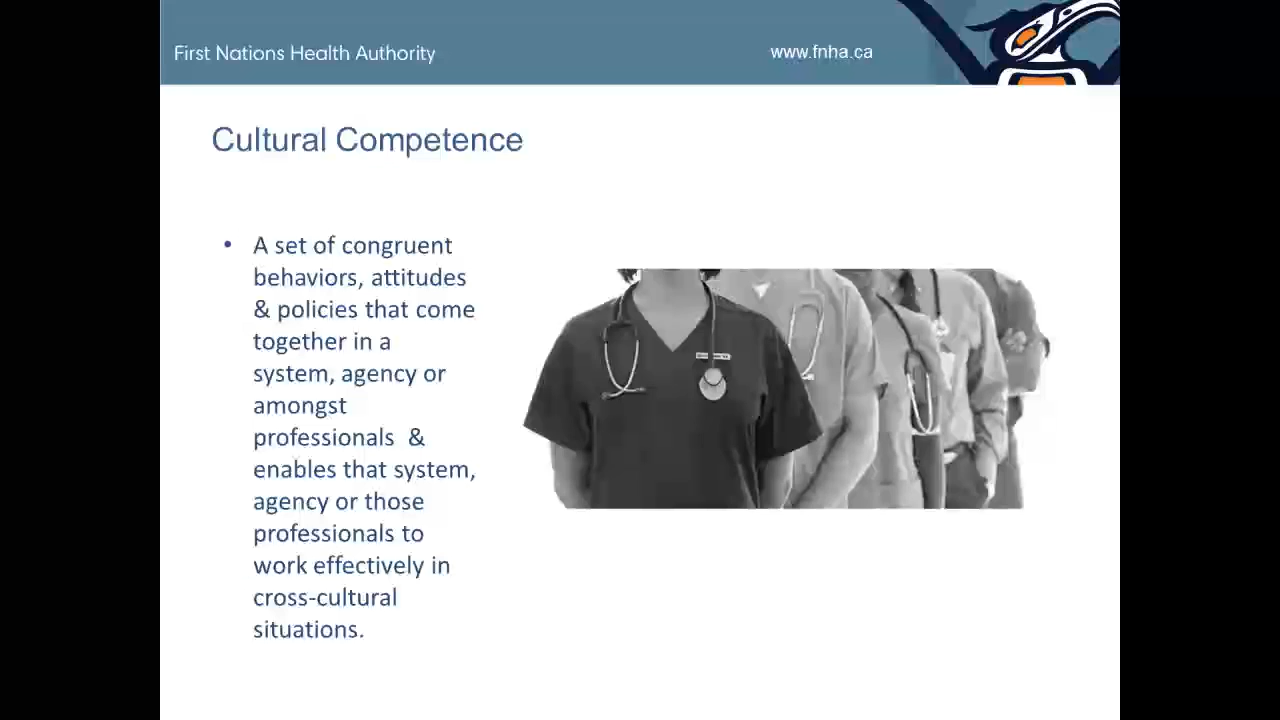 First Nations Health Authority
www.fnha.ca
Cultural Competence
• A set of congruent
behaviors, attitudes
& policies that come
together in a
system, agency or
amongst
professionals &
enables that system,
agency or those
professionals to
work effectively in
cross-cultural
situations.